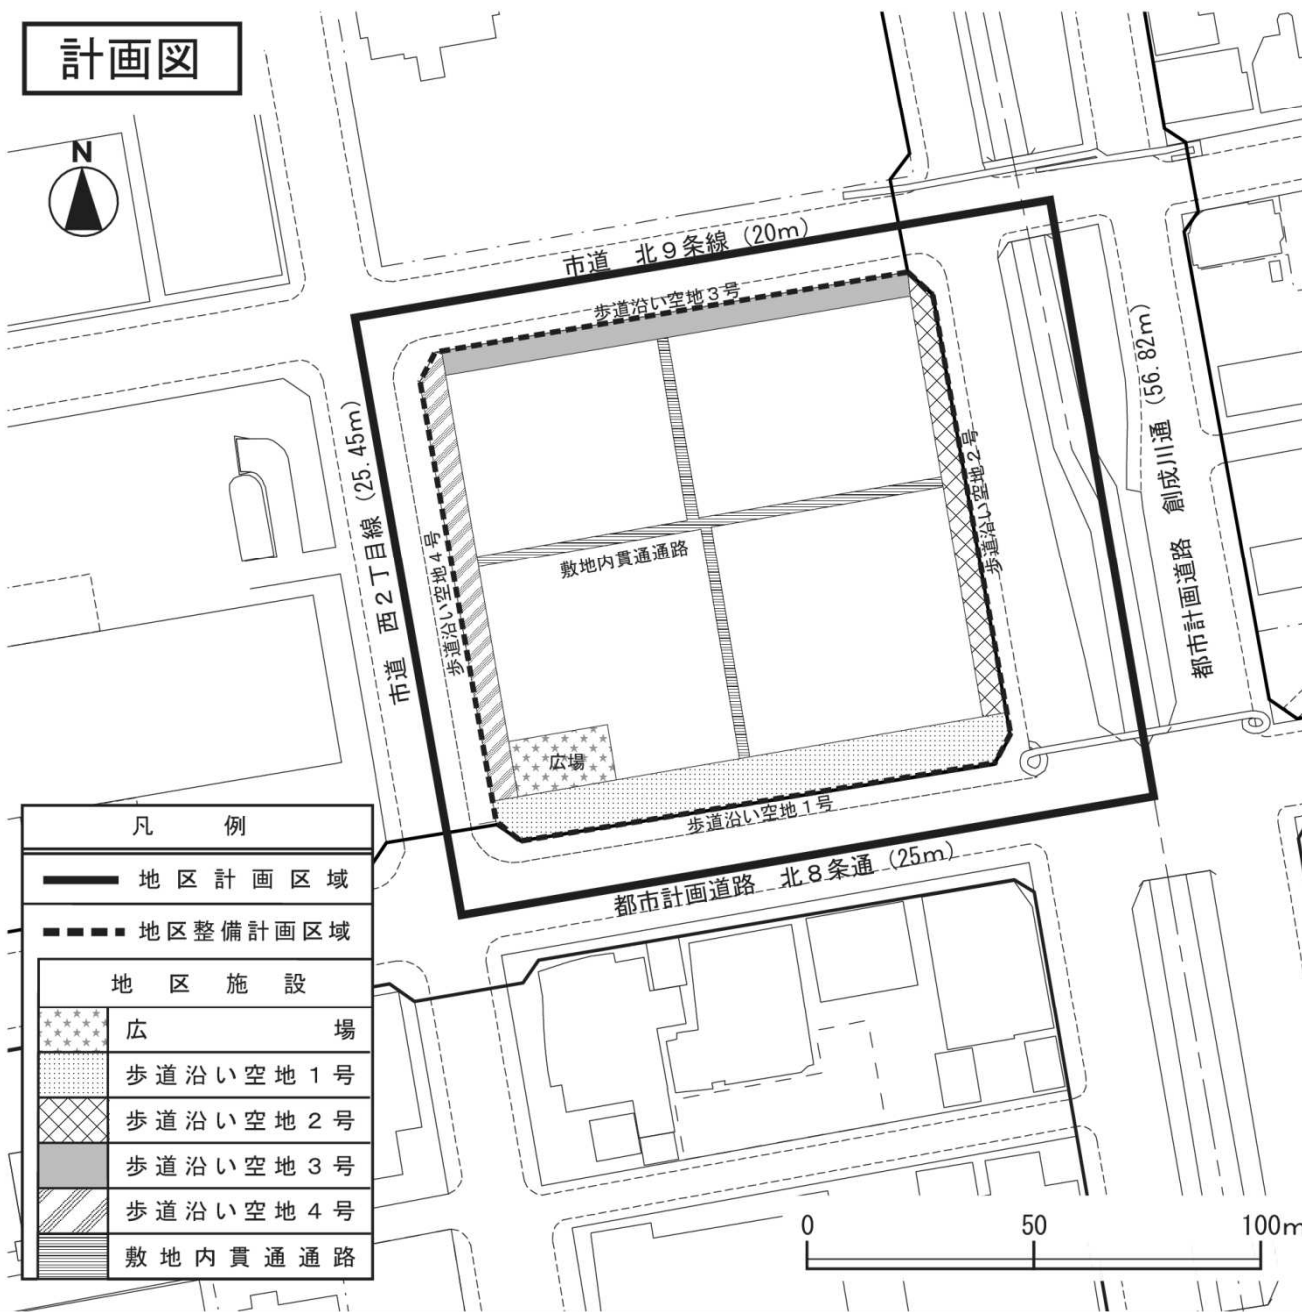 計画図
N
市道 北9条線 (20m)
歩道沿い空地3号
市道 西2丁目線 (25.45m)
歩道沿い空地4号
敷地内貫通通路
歩道沿い空地2号
都市計画道路 創成川通 (56.82m)
広場
歩道沿い空地1号
都市計画道路 北8条通 (25m)
凡例
地区計画区域
地区整備計画区域
地区施設
広場
歩道沿い空地1号
歩道沿い空地2号
歩道沿い空地3号
歩道沿い空地4号
敷地内貫通通路
0 50 100m